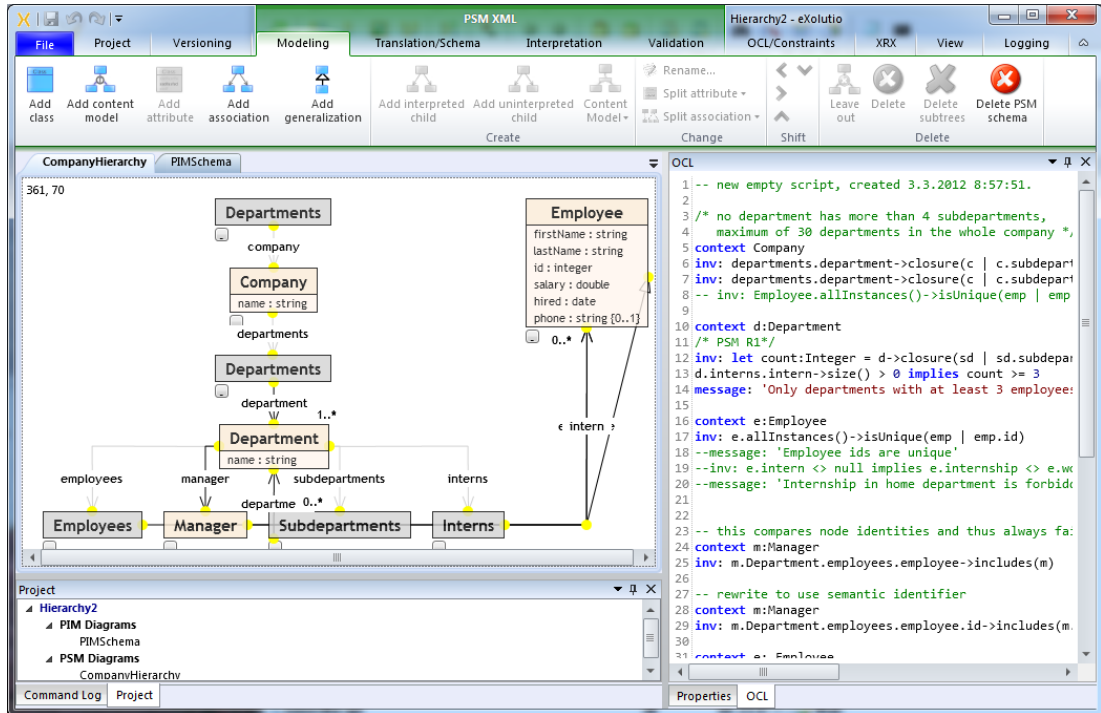 PSM XML
Hierarchy2 - eXolutio
File Project Versioning Modeling Translation/Schema Interpretation Validation OCL/Constraints XRX View Logging
Add class
Add content model
Add attribute
Add association
Add generalization
Add interpreted child
Add uninterpreted child
Content Model
Create
Rename...
Split attribute
Split association
Change
Shift
Leave out
Delete
Delete subtrees
Delete PSM schema
Delete
CompanyHierarchy PIMSchema
361, 70
Departments
company
Company
name : string
departments
Departments
department
1..*
Department
name : string
employees manager subdepartments interns
departme 0..*
Employees Manager Subdepartments Interns
Employee
firstName : string
lastName : string
id : integer
salary : double
hired : date
phone : string {0..1}
0..*
intern
Project
Hierarchy2
PIM Diagrams
PIMSchema
PSM Diagrams
CompanyHierarchy
Command Log Project
OCL
1 -- new empty script, created 3.3.2012 8:57:51.
2
3 /* no department has more than 4 subdepartments,
4 maximum of 30 departments in the whole company */
5 context Company
6 inv: departments.department->closure(c | c.subdepart
7 inv: departments.department->closure(c | c.subdepart
8 -- inv: Employee.allInstances()->isUnique(emp | emp
9
10 context d:Department
11 /* PSM R1*/
12 inv: let count:Integer = d->closure(sd | sd.subdepar
13 d.interns.intern->size() > 0 implies count >= 3
14 message: 'Only departments with at least 3 employees
15
16 context e:Employee
17 inv: e.allInstances()->isUnique(emp | emp.id)
18 --message: 'Employee ids are unique'
19 --inv: e.intern <> null implies e.internship <> e.wo
20 --message: 'Internship in home department is forbidd
21
22
23 -- this compares node identities and thus always fai
24 context m:Manager
25 inv: m.Department.employees.employee->includes(m)
26
27 -- rewrite to use semantic identifier
28 context m:Manager
29 inv: m.Department.employees.employee.id->includes(m.
30
31 context e: Employee
Properties OCL